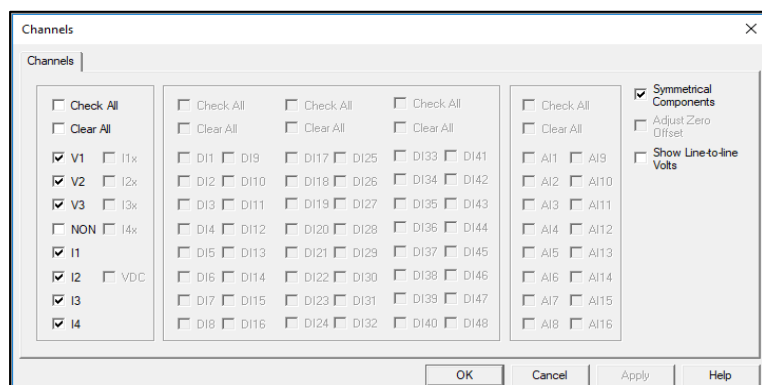 Channels
Channels
Check All Check All Check All Check All Check All Symmetrical Components
Clear All Clear All Clear All Clear All Clear All Adjust Zero Offset
V1 I1x DI1 DI9 DI17 DI25 DI33 DI41 AI1 AI9 Show Line-to-line Volts
V2 I2x DI2 DI10 DI18 DI26 DI34 DI42 AI2 AI10
V3 I3x DI3 DI11 DI19 DI27 DI35 DI43 AI3 AI11
NON I4x DI4 DI12 DI20 DI28 DI36 DI44 AI4 AI12
I1 DI5 DI13 DI21 DI29 DI37 DI45 AI5 AI13
I2 VDC DI6 DI14 DI22 DI30 DI38 DI46 AI6 AI14
I3 DI7 DI15 DI23 DI31 DI39 DI47 AI7 AI15
I4 DI8 DI16 DI24 DI32 DI40 DI48 AI8 AI16
OK Cancel Apply Help